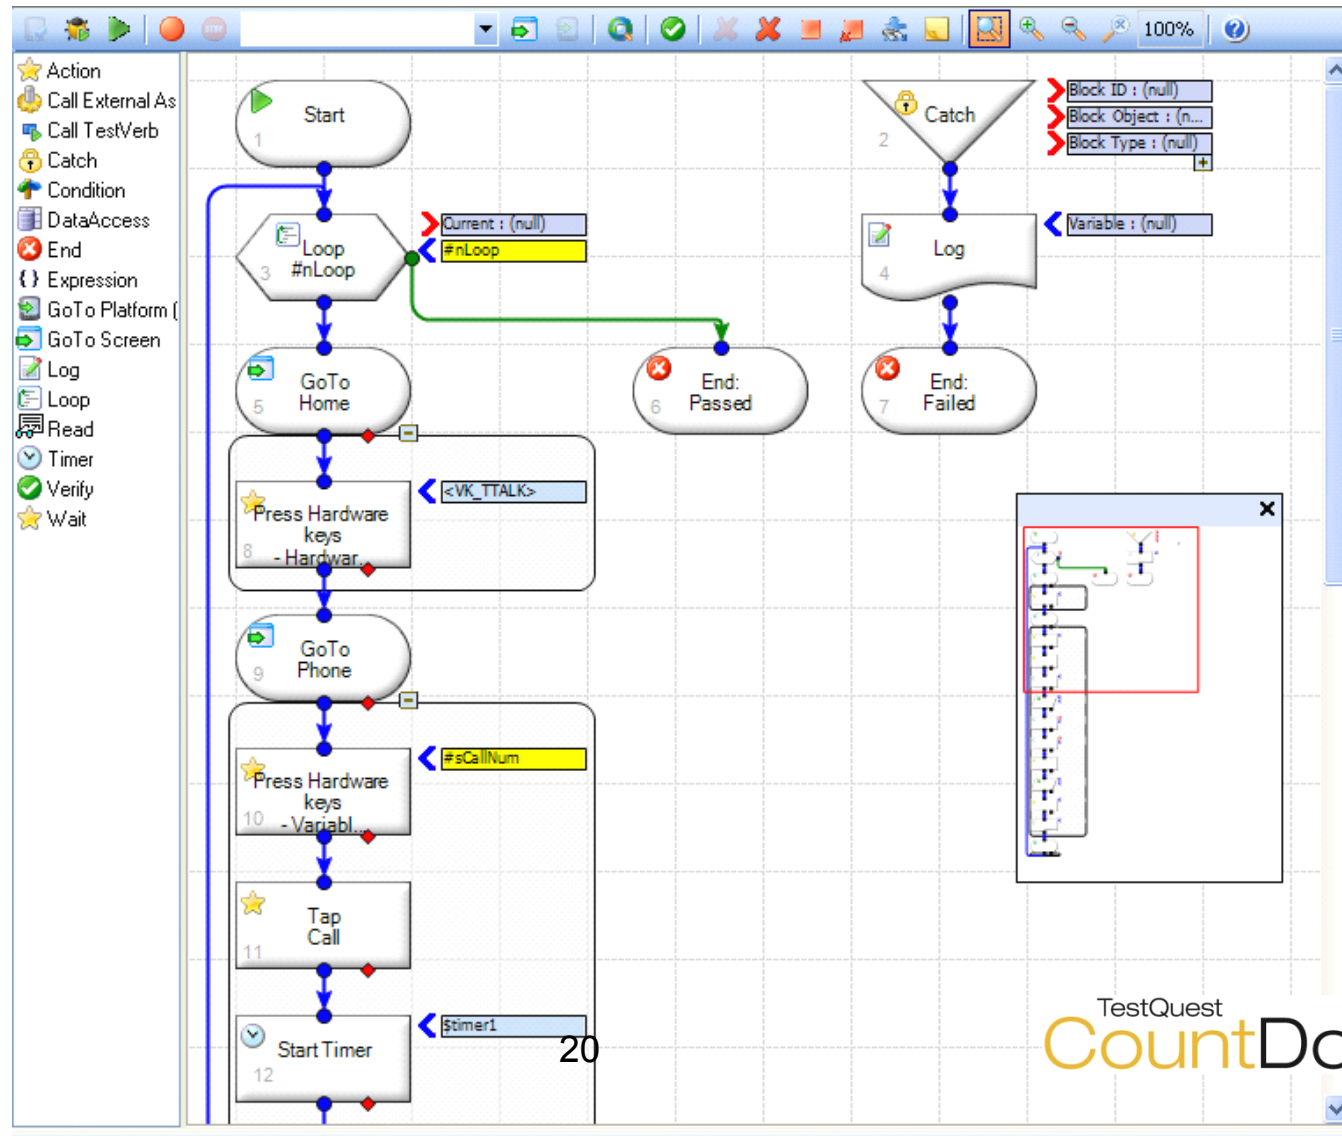 100%
Action
Call External As
Call TestVerb
Catch
Condition
DataAccess
End
Expression
GoTo Platform (
GoTo Screen
Log
Loop
Read
Timer
Verify
Wait
Start
1
Catch
2
Block ID : (null)
Block Object : (n...
Block Type : (null)
Loop
#nLoop
3
Current : (null)
#nLoop
Log
4
Variable : (null)
GoTo
Home
5
End:
Passed
6
End:
Failed
7
Press Hardware
keys
- Hardwar...
8
<VK_TTALK>
GoTo
Phone
9
Press Hardware
keys
- Variabl...
10
#sCallNum
Tap
Call
11
Start Timer
12
$timer1
20
TestQuest
CountDo